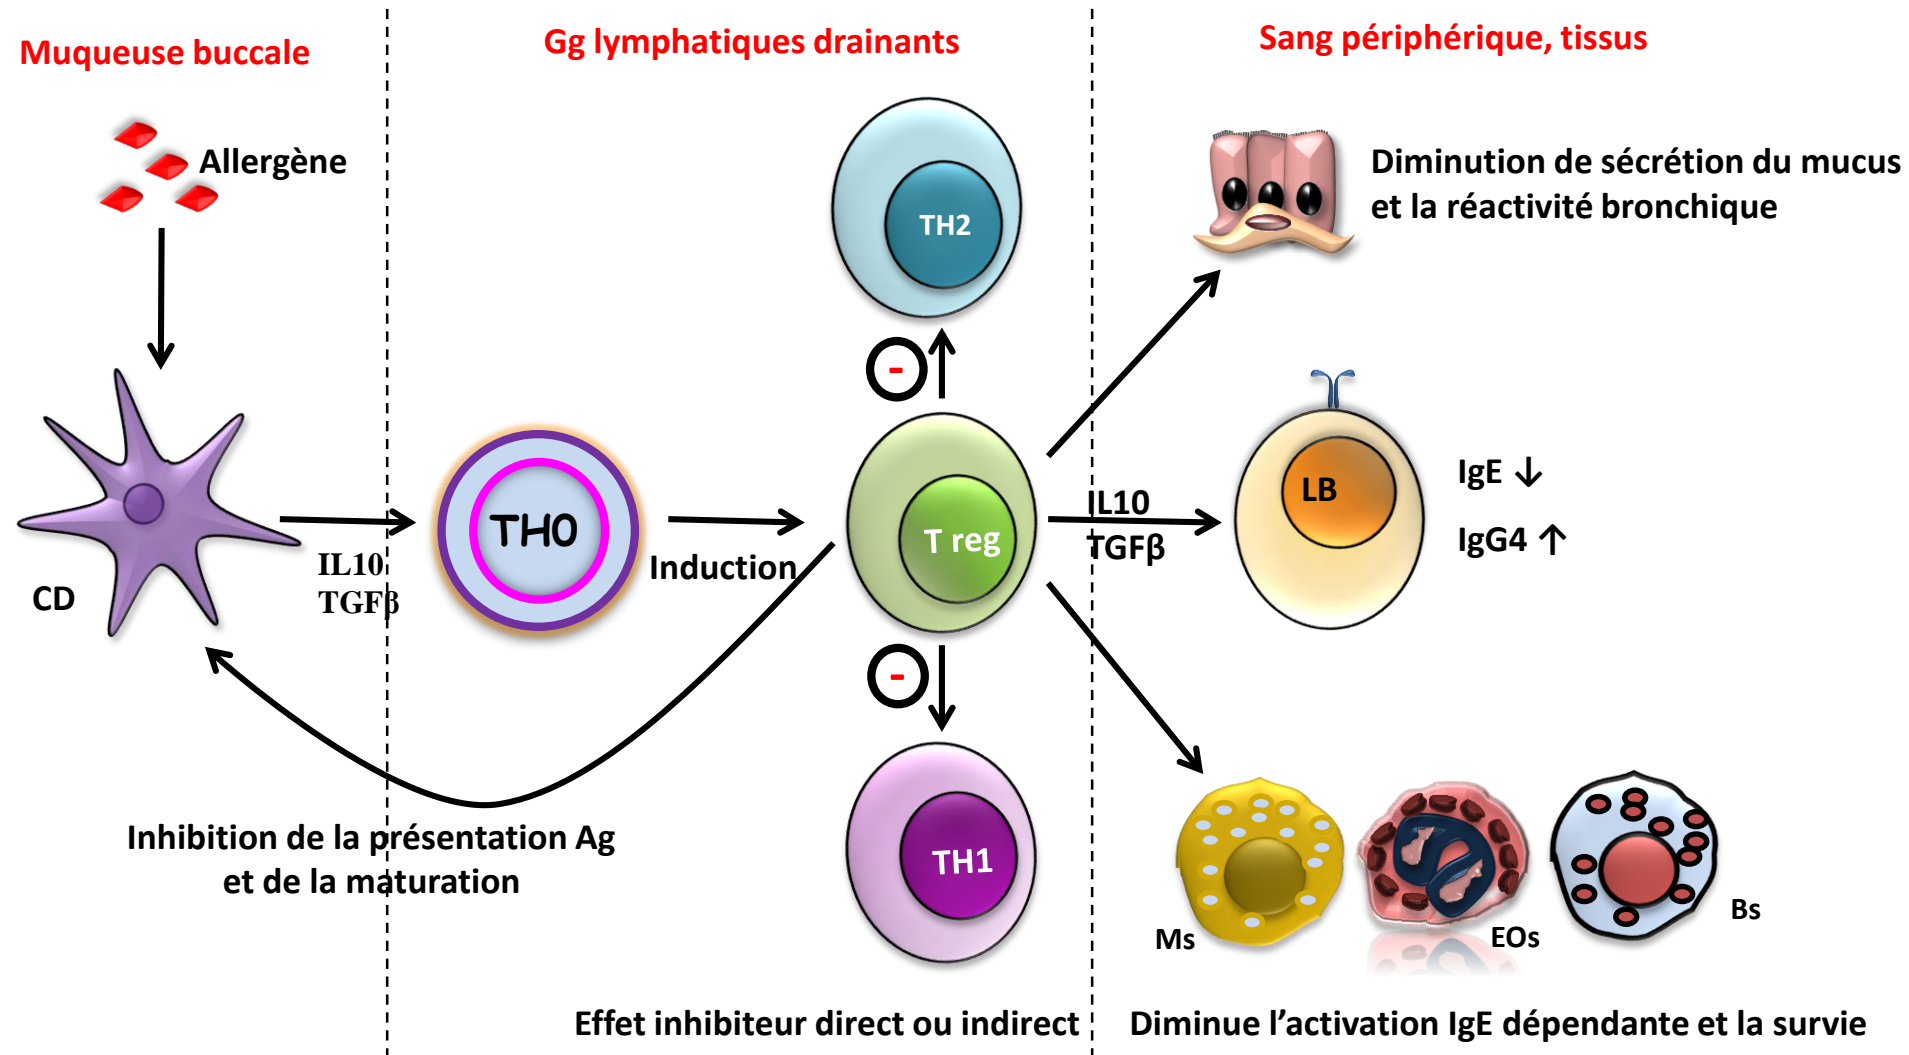 Muqueuse buccale
Gg lymphatiques drainants
Sang périphérique, tissus
Allergène
TH2
Diminution de sécrétion du mucus
et la réactivité bronchique
-
CD
IL10
TGFβ
TH0
Induction
T reg
IL10
TGFβ
LB
IgE ↓
IgG4 ↑
-
Inhibition de la présentation Ag
et de la maturation
TH1
Ms
EOs
Bs
Effet inhibiteur direct ou indirect
Diminue l’activation IgE dépendante et la survie